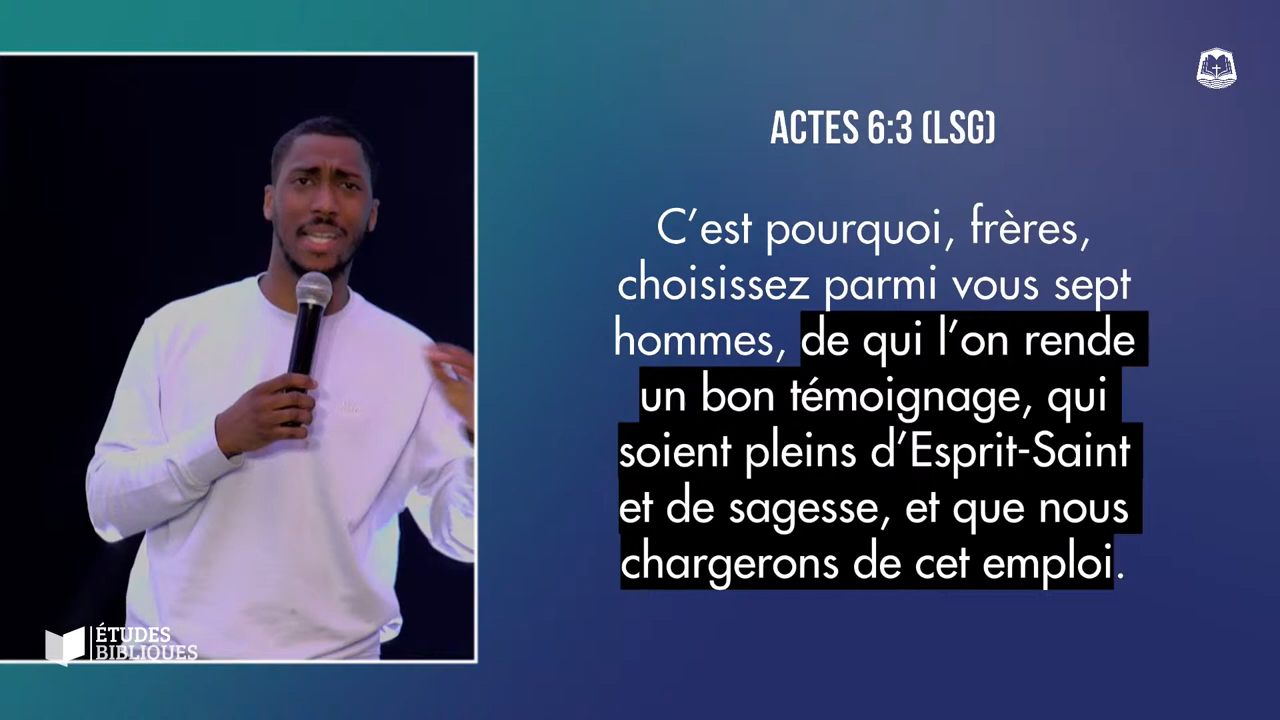 ACTES 6:3 (LSG)
C’est pourquoi, frères,
choisissez parmi vous sept
hommes, de qui l’on rende
un bon témoignage, qui
soient pleins d’Esprit-Saint
et de sagesse, et que nous
chargerons de cet emploi.
ÉTUDES
BIBLIQUES